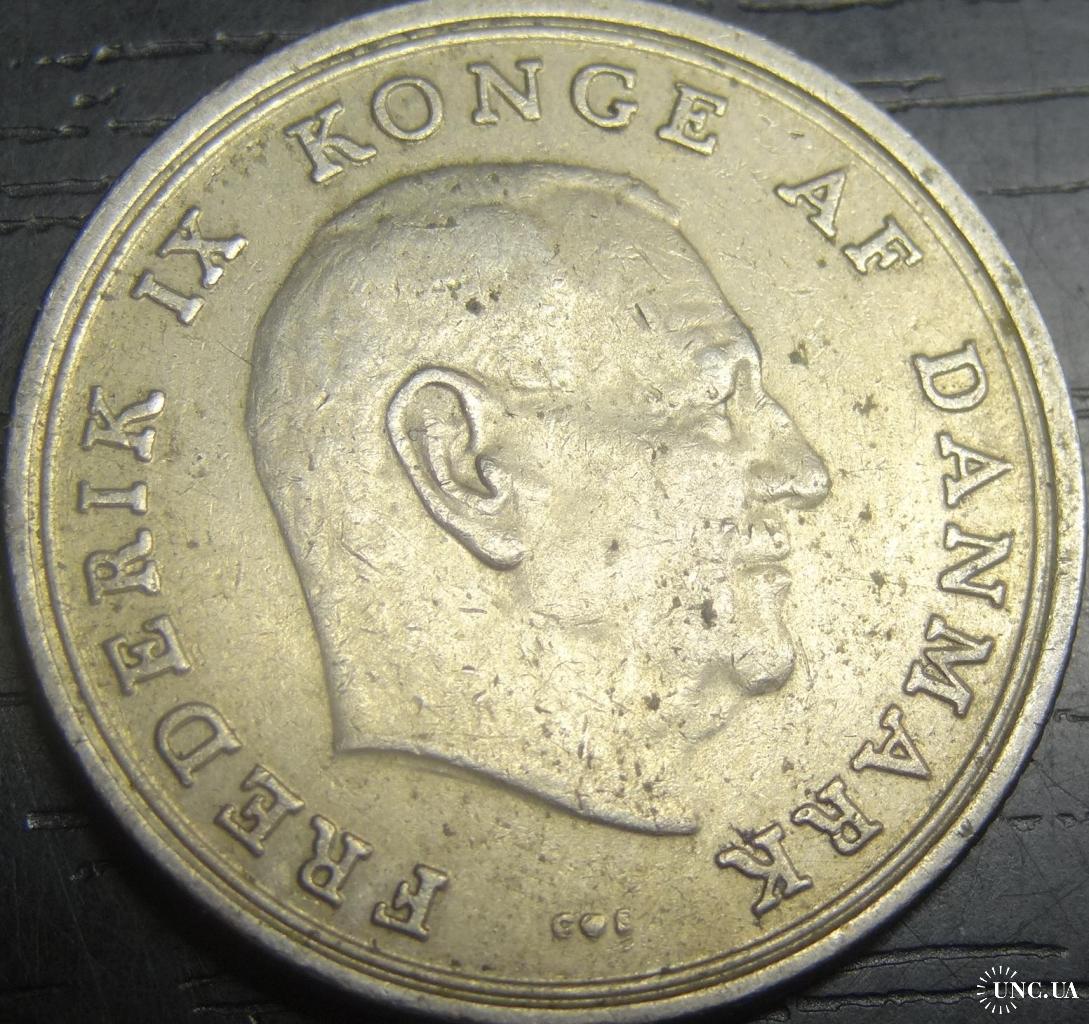 FREDERIK IX KONGE AF DANMARK
C♥S
UNC.UA